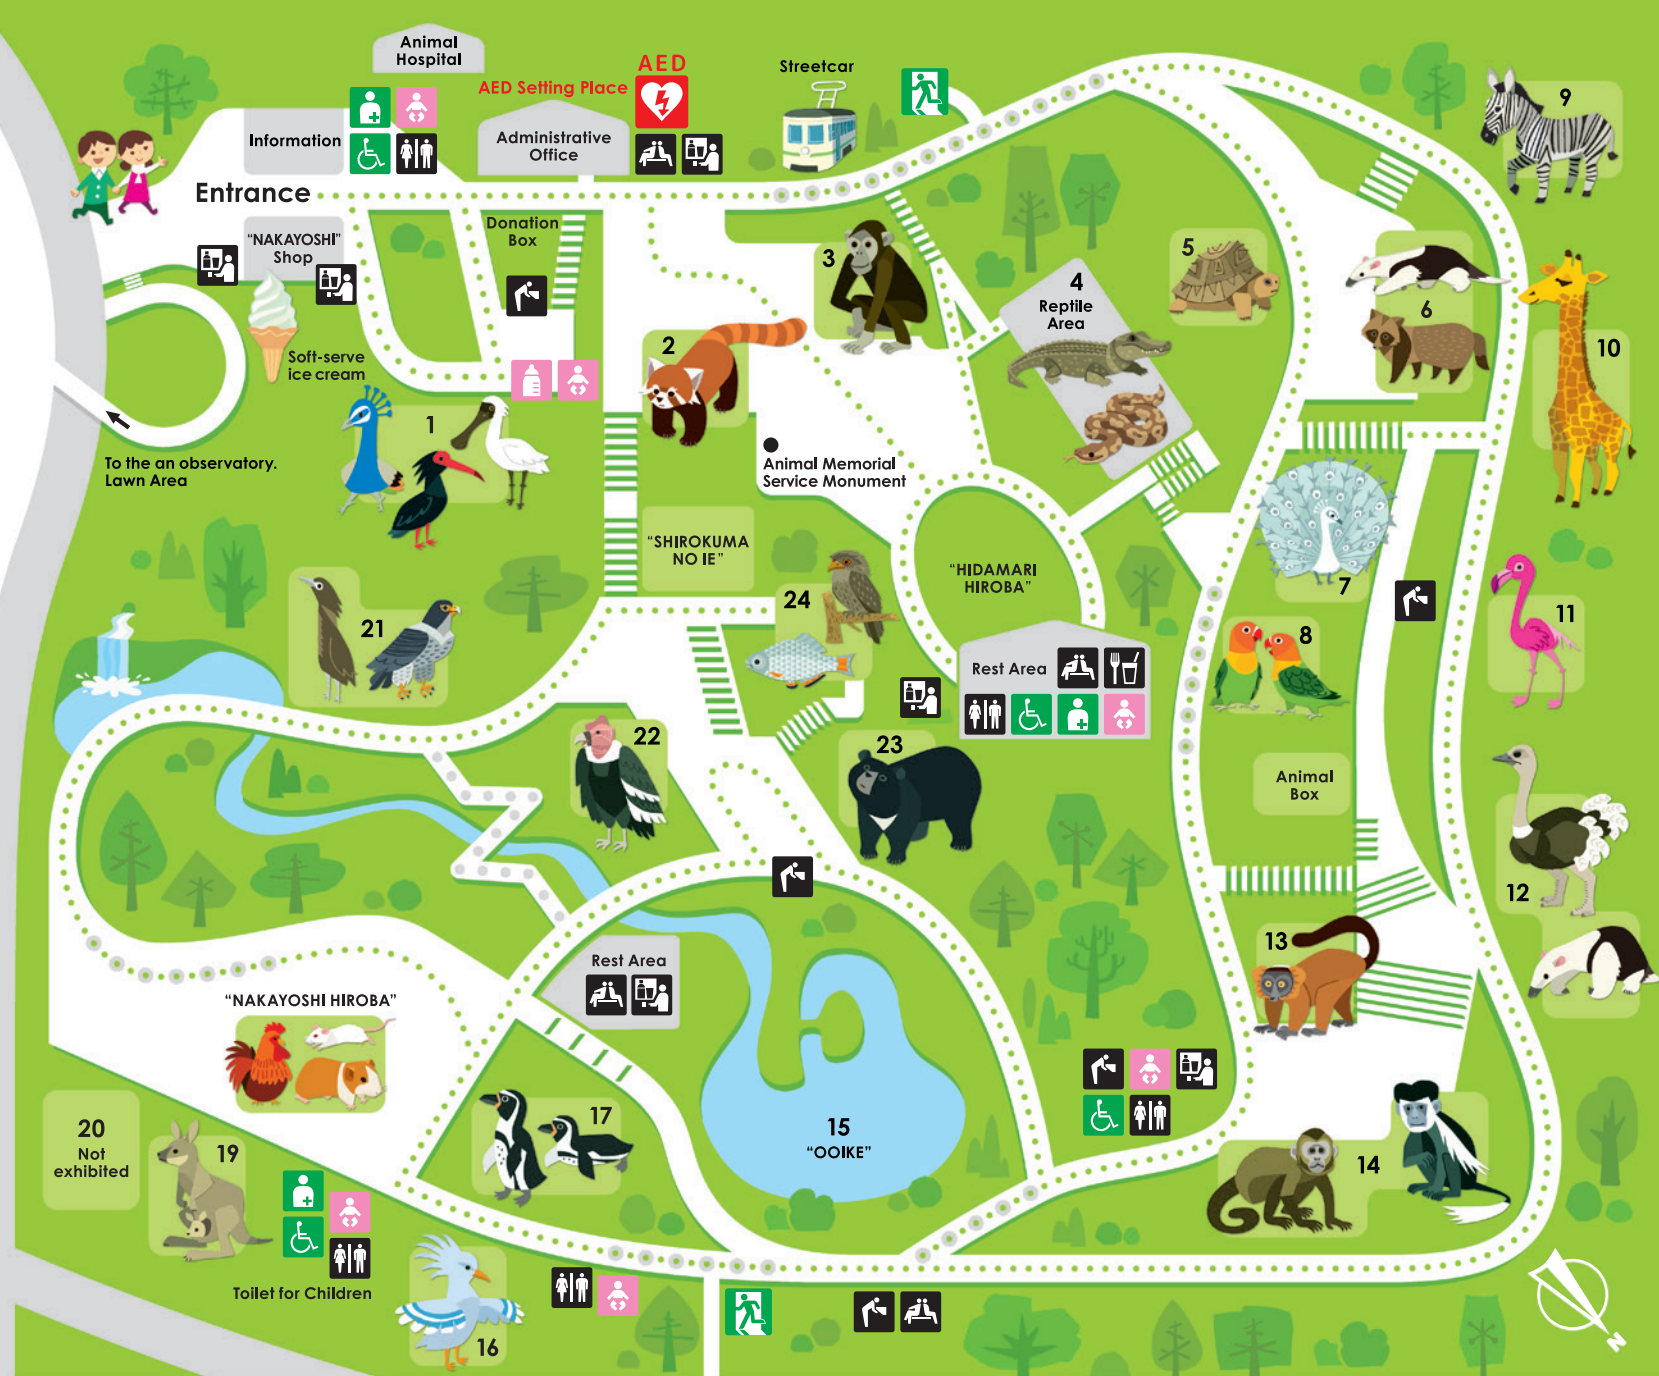 Animal
Hospital
AED
AED Setting Place
Streetcar
Information
Administrative
Office
Entrance
"NAKAYOSHI"
Shop
Donation
Box
Soft-serve
ice cream
To the an observatory.
Lawn Area
1
2
3
4
Reptile
Area
5
6
7
8
9
10
11
12
13
14
15
"OOIKE"
16
17
19
20
Not
exhibited
21
22
23
24
Animal Memorial
Service Monument
"SHIROKUMA
NO IE"
"HIDAMARI
HIROBA"
Rest Area
Animal
Box
Rest Area
"NAKAYOSHI HIROBA"
Toilet for Children
N